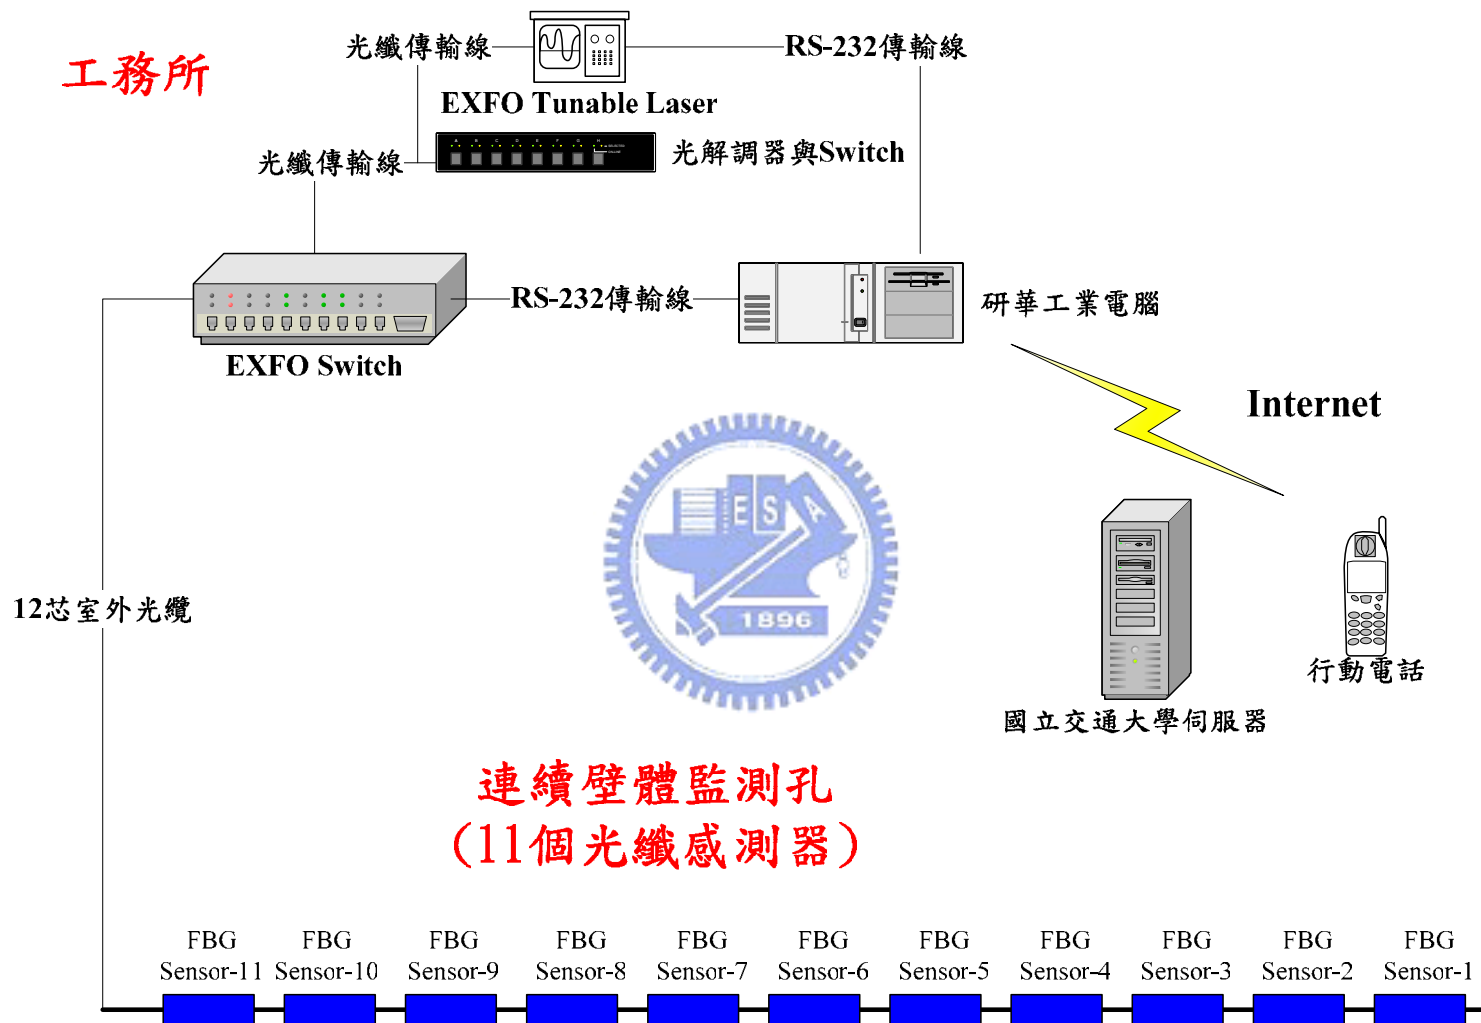 工務所
光纖傳輸線
RS-232傳輸線
EXFO Tunable Laser
光纖傳輸線
光解調器與Switch
RS-232傳輸線
研華工業電腦
EXFO Switch
Internet
ESA
1896
12芯室外光纜
行動電話
國立交通大學伺服器
連續壁體監測孔
(11個光纖感測器)
FBG Sensor-11
FBG Sensor-10
FBG Sensor-9
FBG Sensor-8
FBG Sensor-7
FBG Sensor-6
FBG Sensor-5
FBG Sensor-4
FBG Sensor-3
FBG Sensor-2
FBG Sensor-1